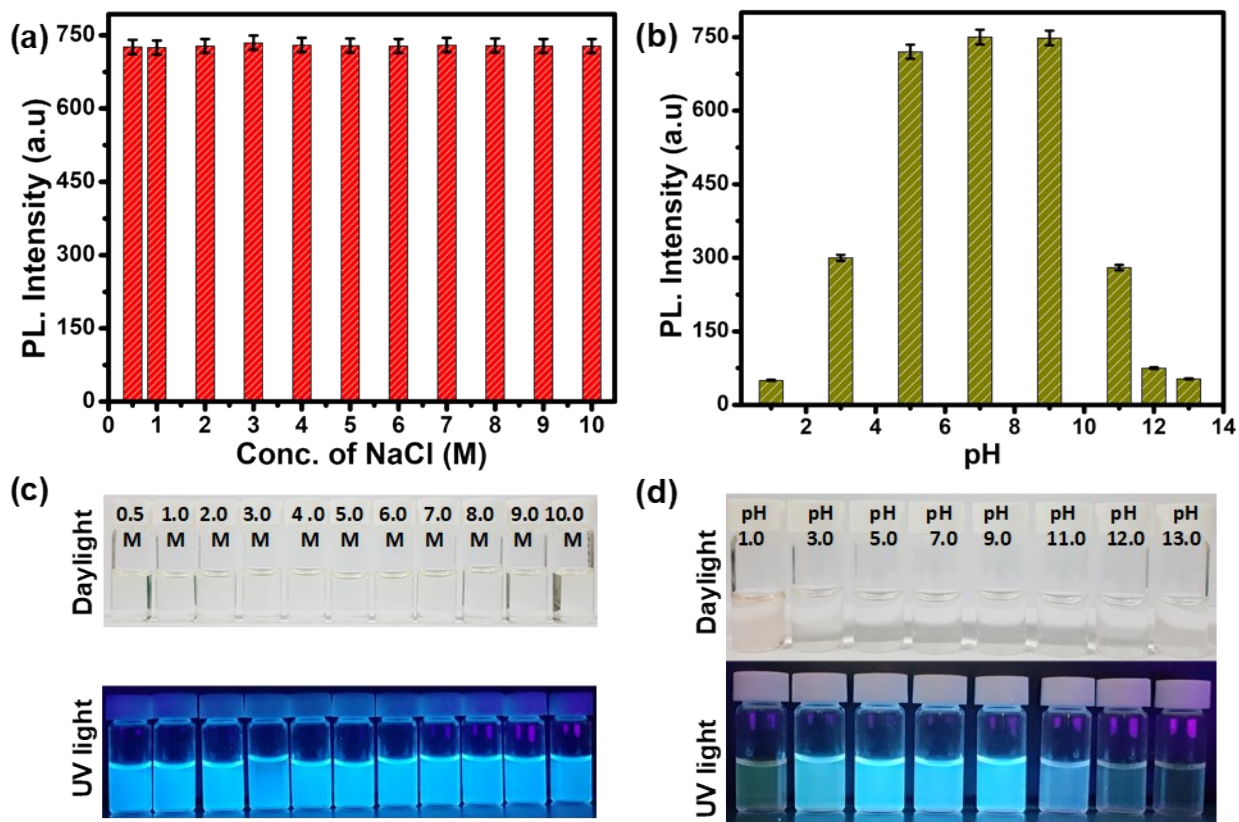 (a)
PL. Intensity (a.u)
750
600
450
300
150
0
0 1 2 3 4 5 6 7 8 9 10
Conc. of NaCl (M)
(b)
PL. Intensity (a.u)
750
600
450
300
150
0
2 4 6 8 10 12 14
pH
(c)
Daylight
0.5 1.0 2.0 3.0 4 .0 5.0 6.0 7.0 8.0 9.0 10.0
M M M M M M M M M M M
UV light
(d)
Daylight
pH pH pH pH pH pH pH pH
1.0 3.0 5.0 7.0 9.0 11.0 12.0 13.0
UV light